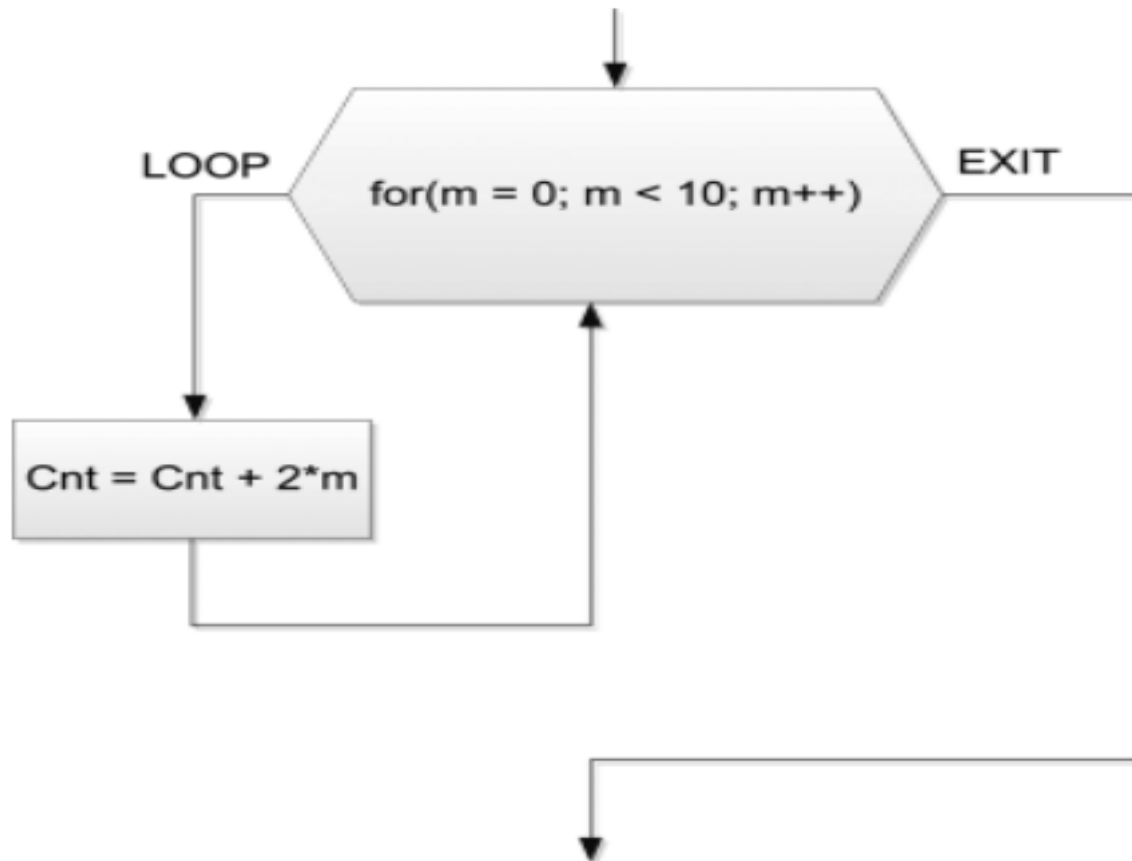 LOOP
EXIT
for(m = 0; m < 10; m++)
Cnt = Cnt + 2*m